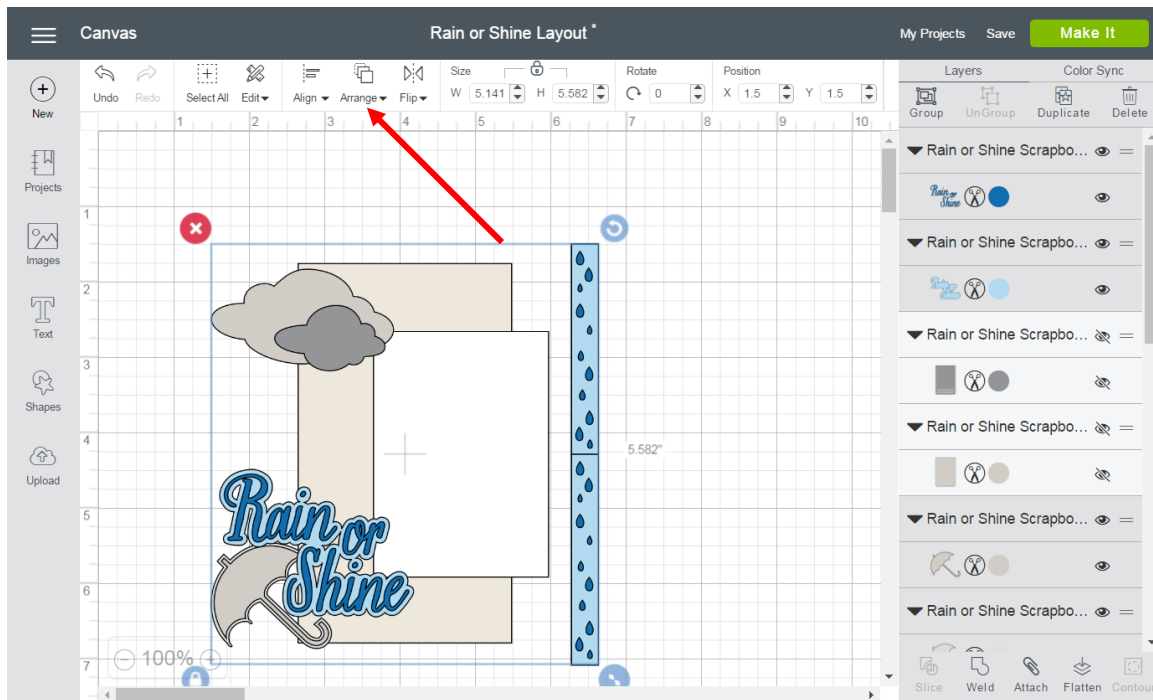 Canvas
Rain or Shine Layout *
My Projects Save Make It
New
Projects
Images
Text
Shapes
Upload
Undo Redo Select All Edit Align Arrange Flip
Size
W 5.141 H 5.582
Rotate
0
Position
X 1.5 Y 1.5
1 2 3 4 5 6 7 8 9 10
1
2
3
4
5
6
7
5.582"
Rain or
Shine
100%
Layers Color Sync
Group UnGroup Duplicate Delete
Rain or Shine Scrapbo...
Rain or
Shine
Rain or Shine Scrapbo...
Rain or Shine Scrapbo...
Rain or Shine Scrapbo...
Rain or Shine Scrapbo...
Rain or Shine Scrapbo...
Slice Weld Attach Flatten Contour